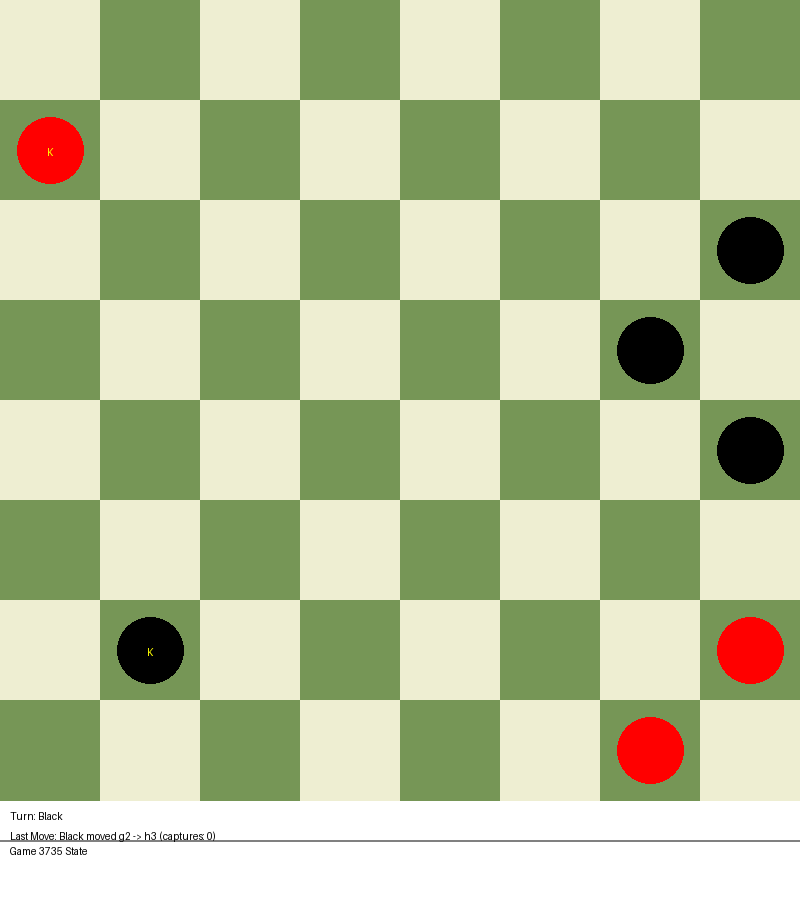 K
K
Turn: Black
Last Move: Black moved g2 -> h3 (captures: 0)
Game 3735 State